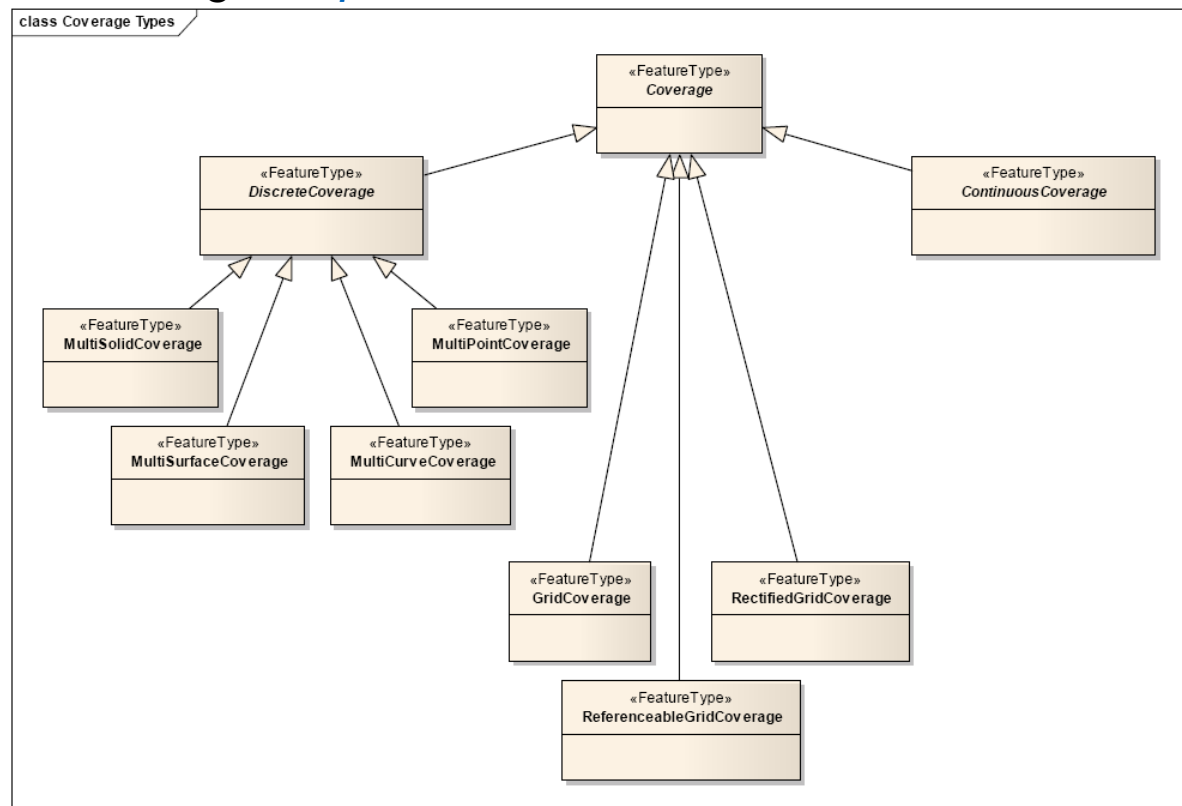 class Coverage Types
«FeatureType»
Coverage
«FeatureType»
DiscreteCoverage
«FeatureType»
ContinuousCoverage
«FeatureType»
MultiSolidCoverage
«FeatureType»
MultiPointCoverage
«FeatureType»
MultiSurfaceCoverage
«FeatureType»
MultiCurveCoverage
«FeatureType»
GridCoverage
«FeatureType»
RectifiedGridCoverage
«FeatureType»
ReferenceableGridCoverage